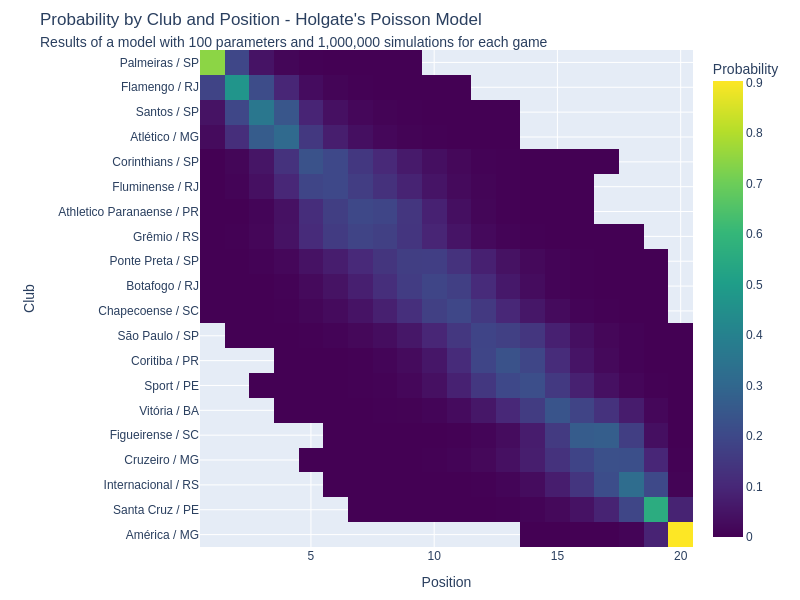 Probability by Club and Position - Holgate's Poisson Model
Results of a model with 100 parameters and 1,000,000 simulations for each game
Probability
0.9
0.8
0.7
0.6
0.5
0.4
0.3
0.2
0.1
0
Club
Palmeiras / SP
Flamengo / RJ
Santos / SP
Atlético / MG
Corinthians / SP
Fluminense / RJ
Athletico Paranaense / PR
Grêmio / RS
Ponte Preta / SP
Botafogo / RJ
Chapecoense / SC
São Paulo / SP
Coritiba / PR
Sport / PE
Vitória / BA
Figueirense / SC
Cruzeiro / MG
Internacional / RS
Santa Cruz / PE
América / MG
5 10 15 20
Position